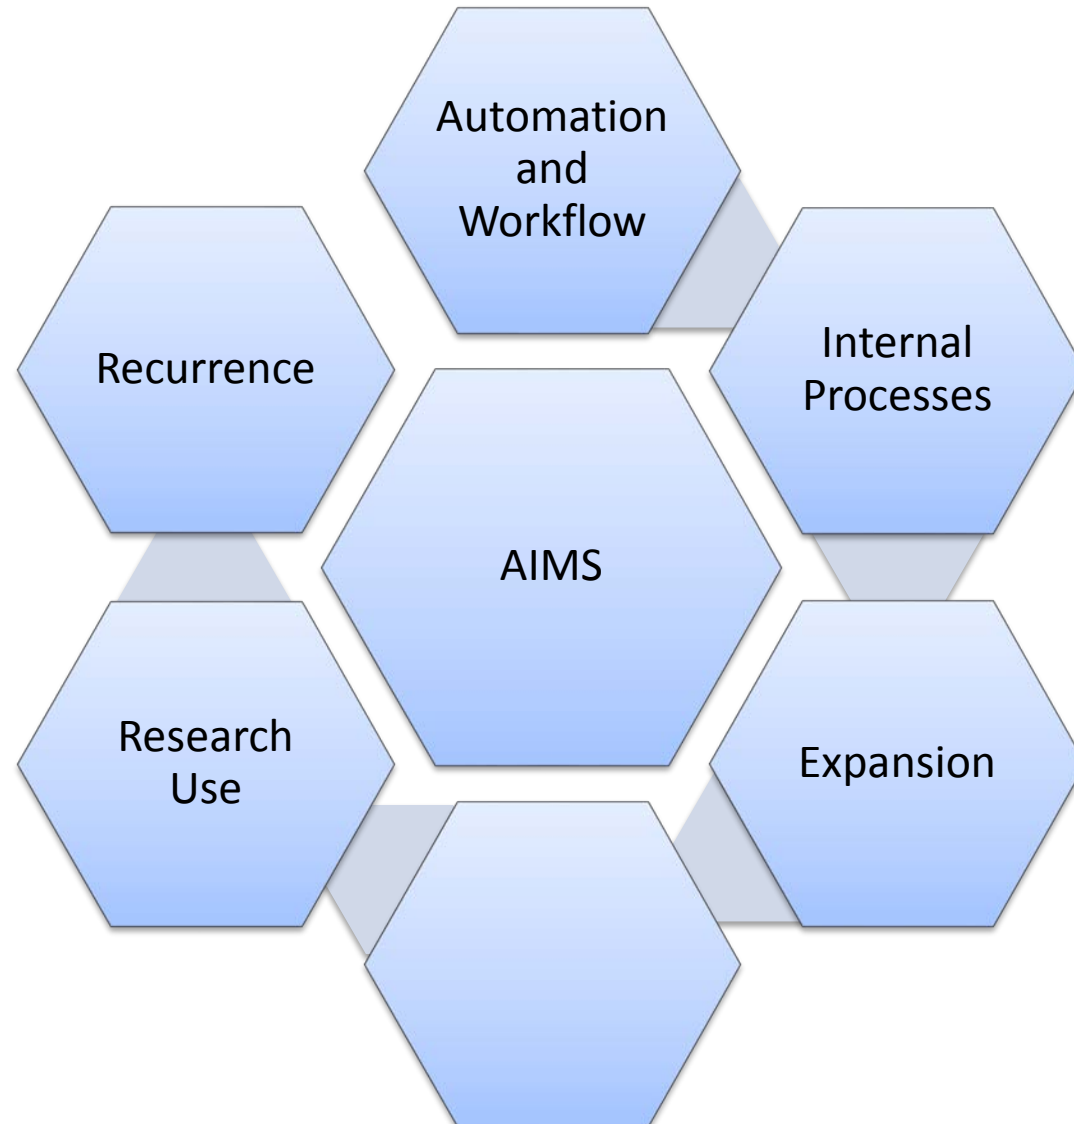 Automation
and
Workflow
Internal
Processes
Recurrence
AIMS
Research
Use
Expansion